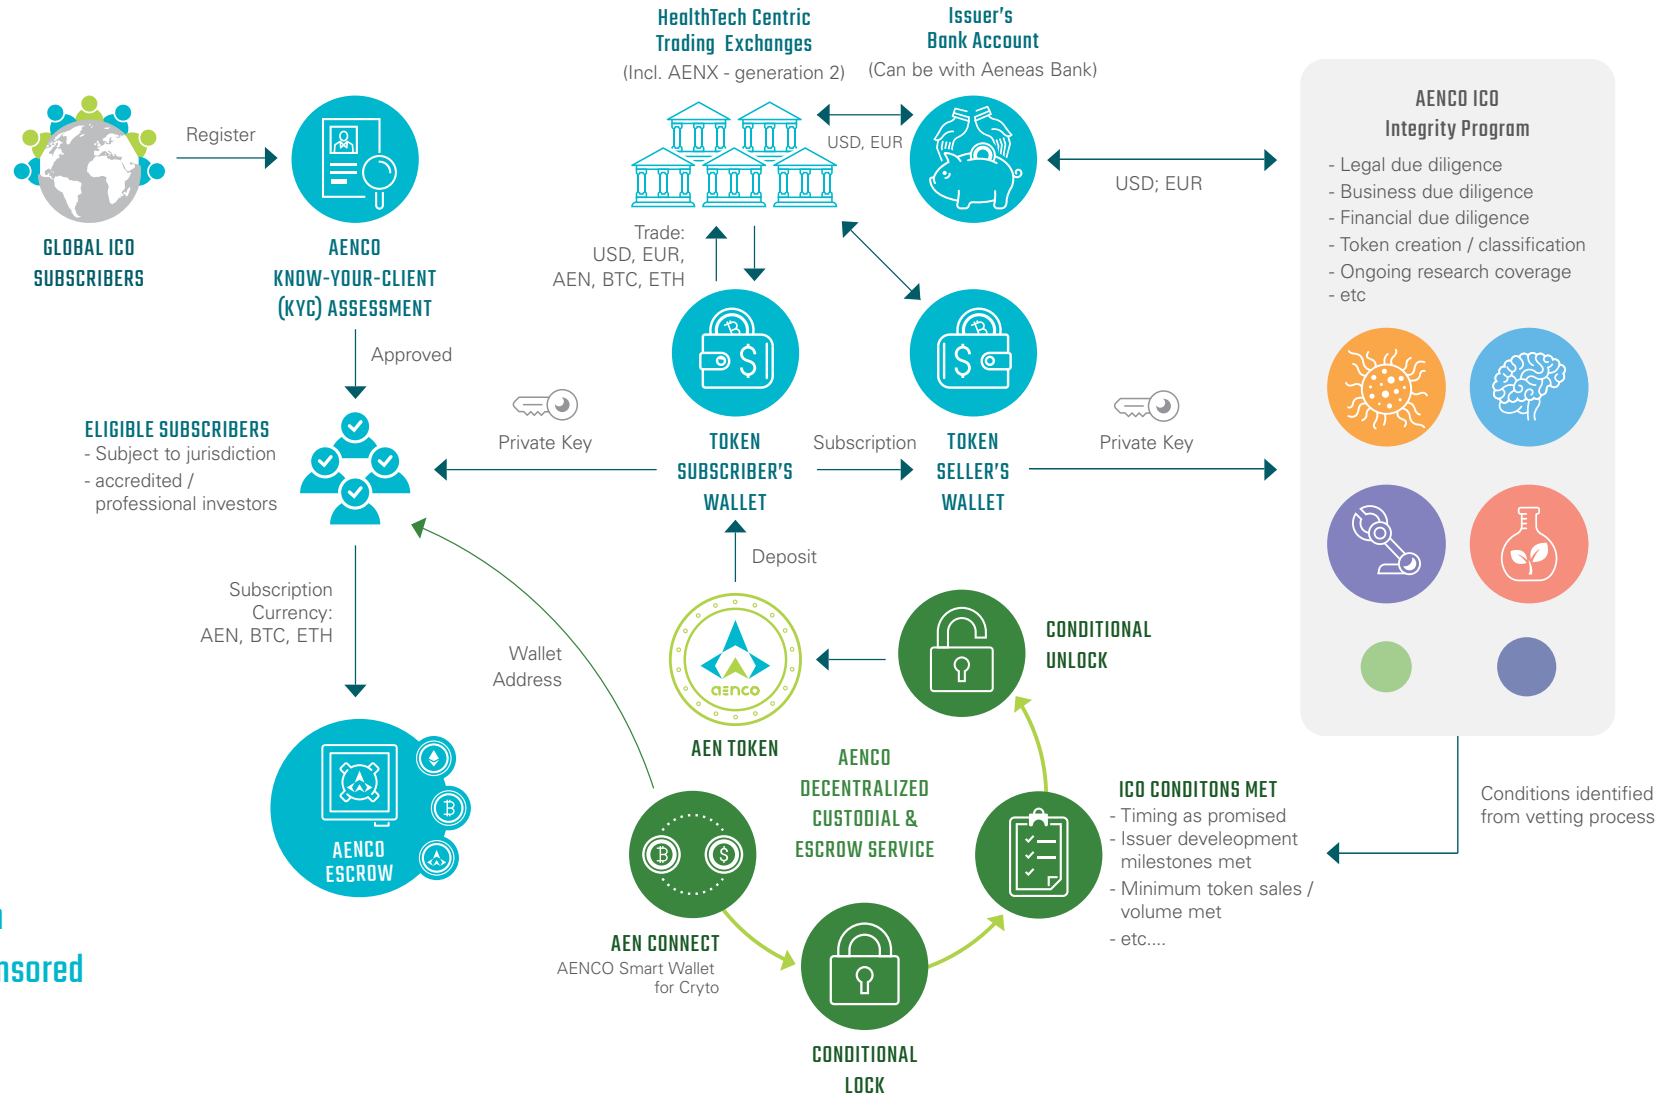 HealthTech Centric
Trading Exchanges
(Incl. AENX - generation 2)
Issuer's
Bank Account
(Can be with Aeneas Bank)
USD, EUR
USD; EUR
Register
GLOBAL ICO
SUBSCRIBERS
AENCO
KNOW-YOUR-CLIENT
(KYC) ASSESSMENT
Approved
Trade:
USD, EUR,
AEN, BTC, ETH
AENCO ICO
Integrity Program
- Legal due diligence
- Business due diligence
- Financial due diligence
- Token creation / classification
- Ongoing research coverage
- etc
ELIGIBLE SUBSCRIBERS
- Subject to jurisdiction
- accredited /
professional investors
Private Key
TOKEN
SUBSCRIBER'S
WALLET
Subscription
TOKEN
SELLER'S
WALLET
Private Key
Deposit
Subscription
Currency:
AEN, BTC, ETH
Wallet
Address
aenco
AEN TOKEN
CONDITIONAL
UNLOCK
AENCO
DECENTRALIZED
CUSTODIAL &
ESCROW SERVICE
ICO CONDITONS MET
- Timing as promised
- Issuer develeopment
milestones met
- Minimum token sales /
volume met
- etc....
Conditions identified
from vetting process
AENCO
ESCROW
AEN CONNECT
AENCO Smart Wallet
for Cryto
CONDITIONAL
LOCK
nsored